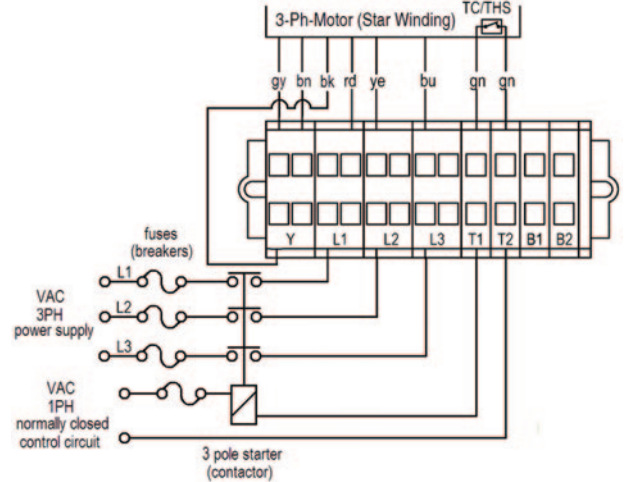 TC/THS
3-Ph-Motor (Star Winding)
gy bn bk rd ye bu gn gn
Y L1 L2 L3 T1 T2 B1 B2
fuses
(breakers)
L1
VAC
3PH
power supply
L2
L3
VAC
1PH
normally closed
control circuit
3 pole starter
(contactor)